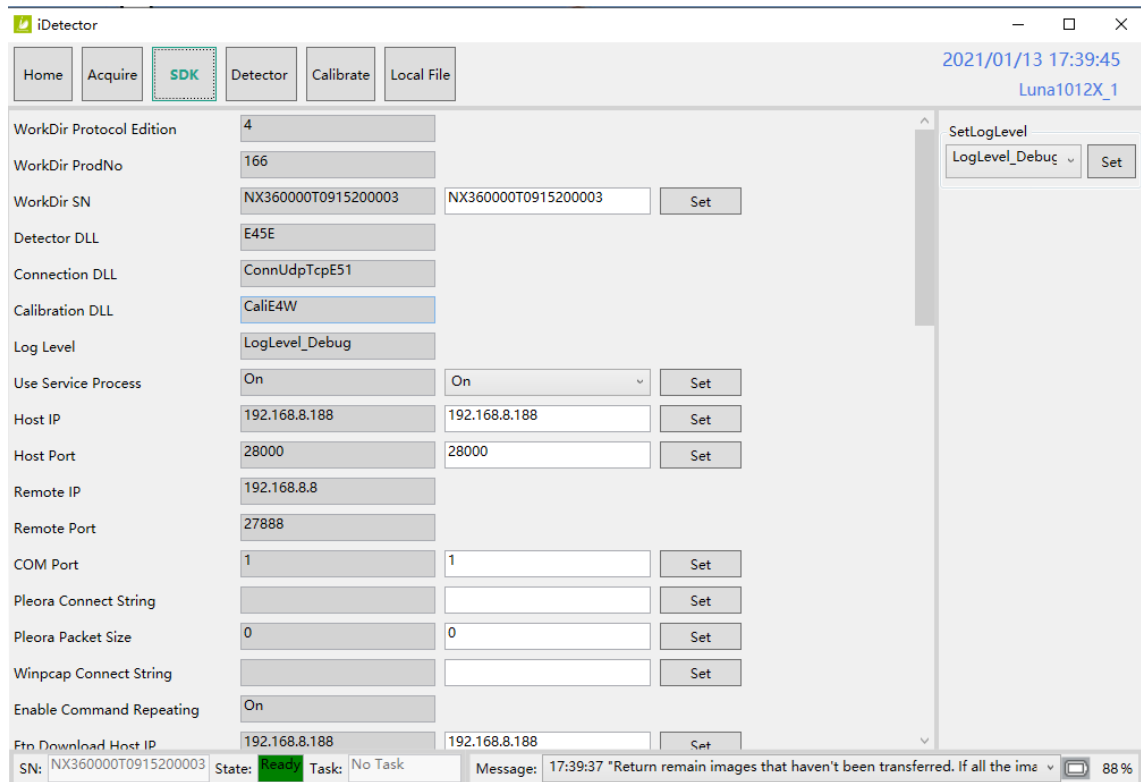 iDetector
Home Acquire SDK Detector Calibrate Local File
2021/01/13 17:39:45
Luna1012X_1
WorkDir Protocol Edition 4
WorkDir ProdNo 166
WorkDir SN NX360000T0915200003 NX360000T0915200003 Set
Detector DLL E45E
Connection DLL ConnUdpTcpE51
Calibration DLL CaliE4W
Log Level LogLevel_Debug
Use Service Process On On Set
Host IP 192.168.8.188 192.168.8.188 Set
Host Port 28000 28000 Set
Remote IP 192.168.8.8
Remote Port 27888
COM Port 1 1 Set
Pleora Connect String Set
Pleora Packet Size 0 0 Set
Winpcap Connect String Set
Enable Command Repeating On
Ftp Download Host IP 192.168.8.188 192.168.8.188 Set
SetLogLevel
LogLevel_Debug Set
SN: NX360000T0915200003 State: Ready Task: No Task Message: 17:39:37 "Return remain images that haven't been transferred. If all the ima 88%